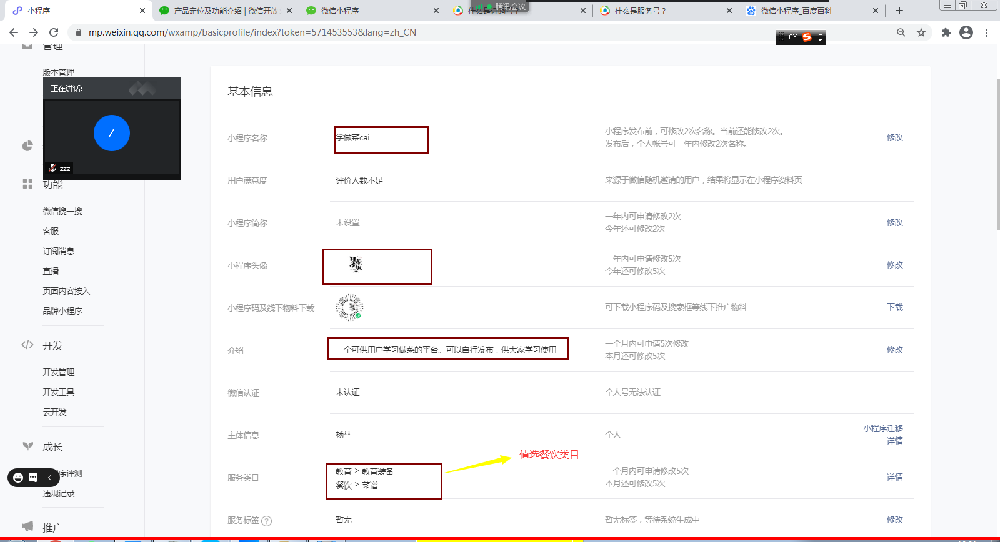 小程序
产品定位及功能介绍 | 微信开放
微信小程序
什么是订阅号?
腾讯会议
什么是服务号?
微信小程序_百度百科
mp.weixin.qq.com/wxamp/basicprofile/index?token=571453553&lang=zh_CN
CH
管理
版本管理
正在讲话:
Z
zzz
功能
微信搜一搜
客服
订阅消息
直播
页面内容接入
品牌小程序
开发
开发管理
开发工具
云开发
成长
程序评测
违规记录
推广
基本信息
小程序名称
学做菜cai
小程序发布前,可修改2次名称。当前还能修改2次。
发布后,个人帐号可一年内修改2次名称。
修改
用户满意度
评价人数不足
来源于微信随机邀请的用户,结果将显示在小程序资料页
小程序简称
未设置
一年内可申请修改2次
今年还可修改2次
修改
小程序头像
一年内可申请修改5次
今年还可修改5次
修改
小程序码及线下物料下载
可下载小程序码及搜索框等线下推广物料
下载
介绍
一个可供用户学习做菜的平台。可以自行发布,供大家学习使用
一个月内可申请5次修改
本月还可修改5次
修改
微信认证
未认证
个人号无法认证
主体信息
杨**
个人
小程序迁移
详情
值选餐饮类目
服务类目
教育 > 教育装备
餐饮 > 菜谱
一个月内可申请修改5次
本月还可修改5次
详情
服务标签
暂无
暂无标签,等待系统生成中
修改